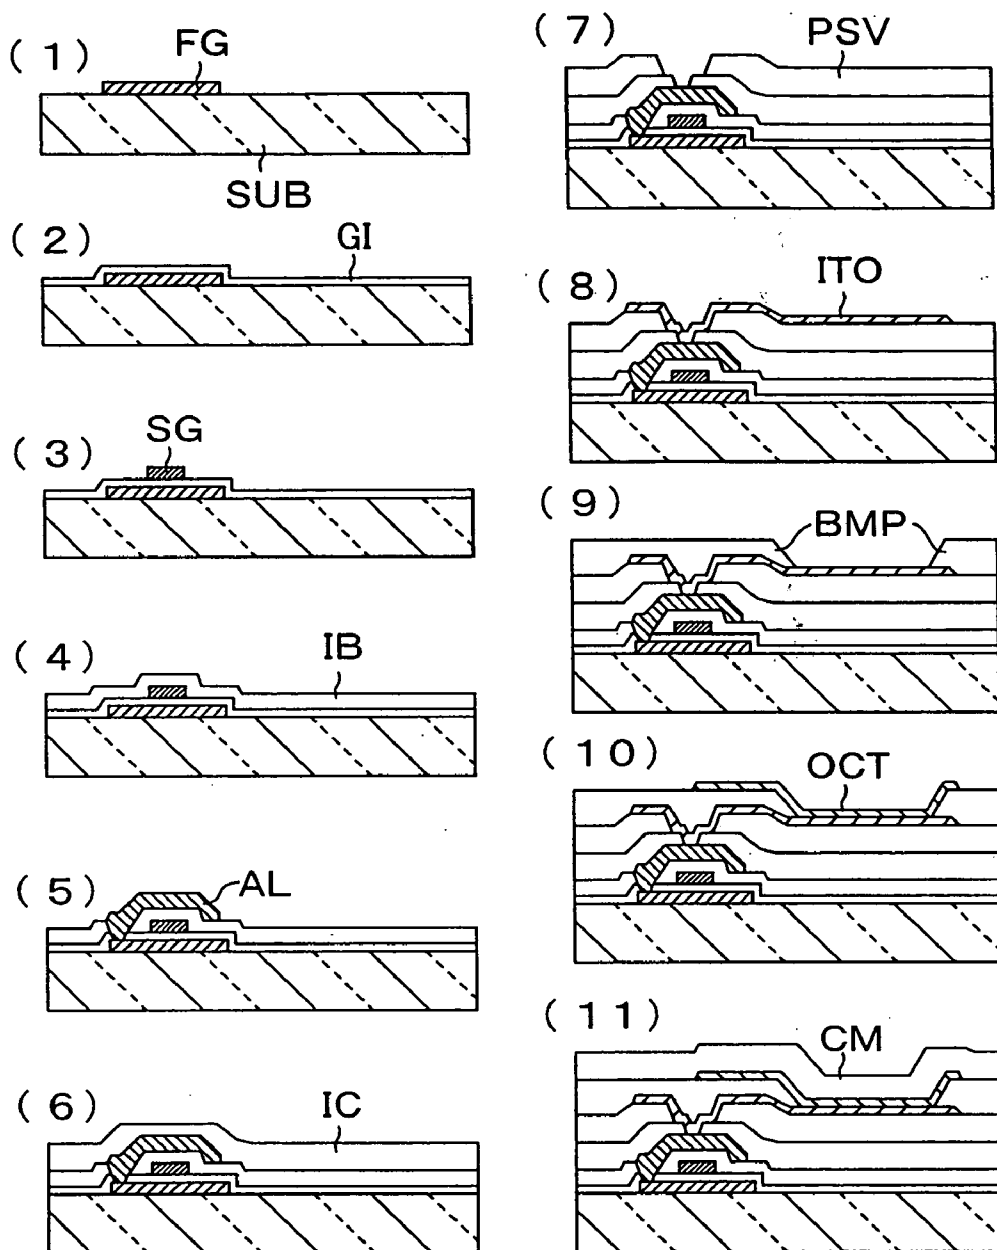 (1)
FG
SUB
(2)
GI
(3)
SG
(4)
IB
(5)
AL
(6)
IC
(7)
PSV
(8)
ITO
(9)
BMP
(10)
OCT
(11)
CM